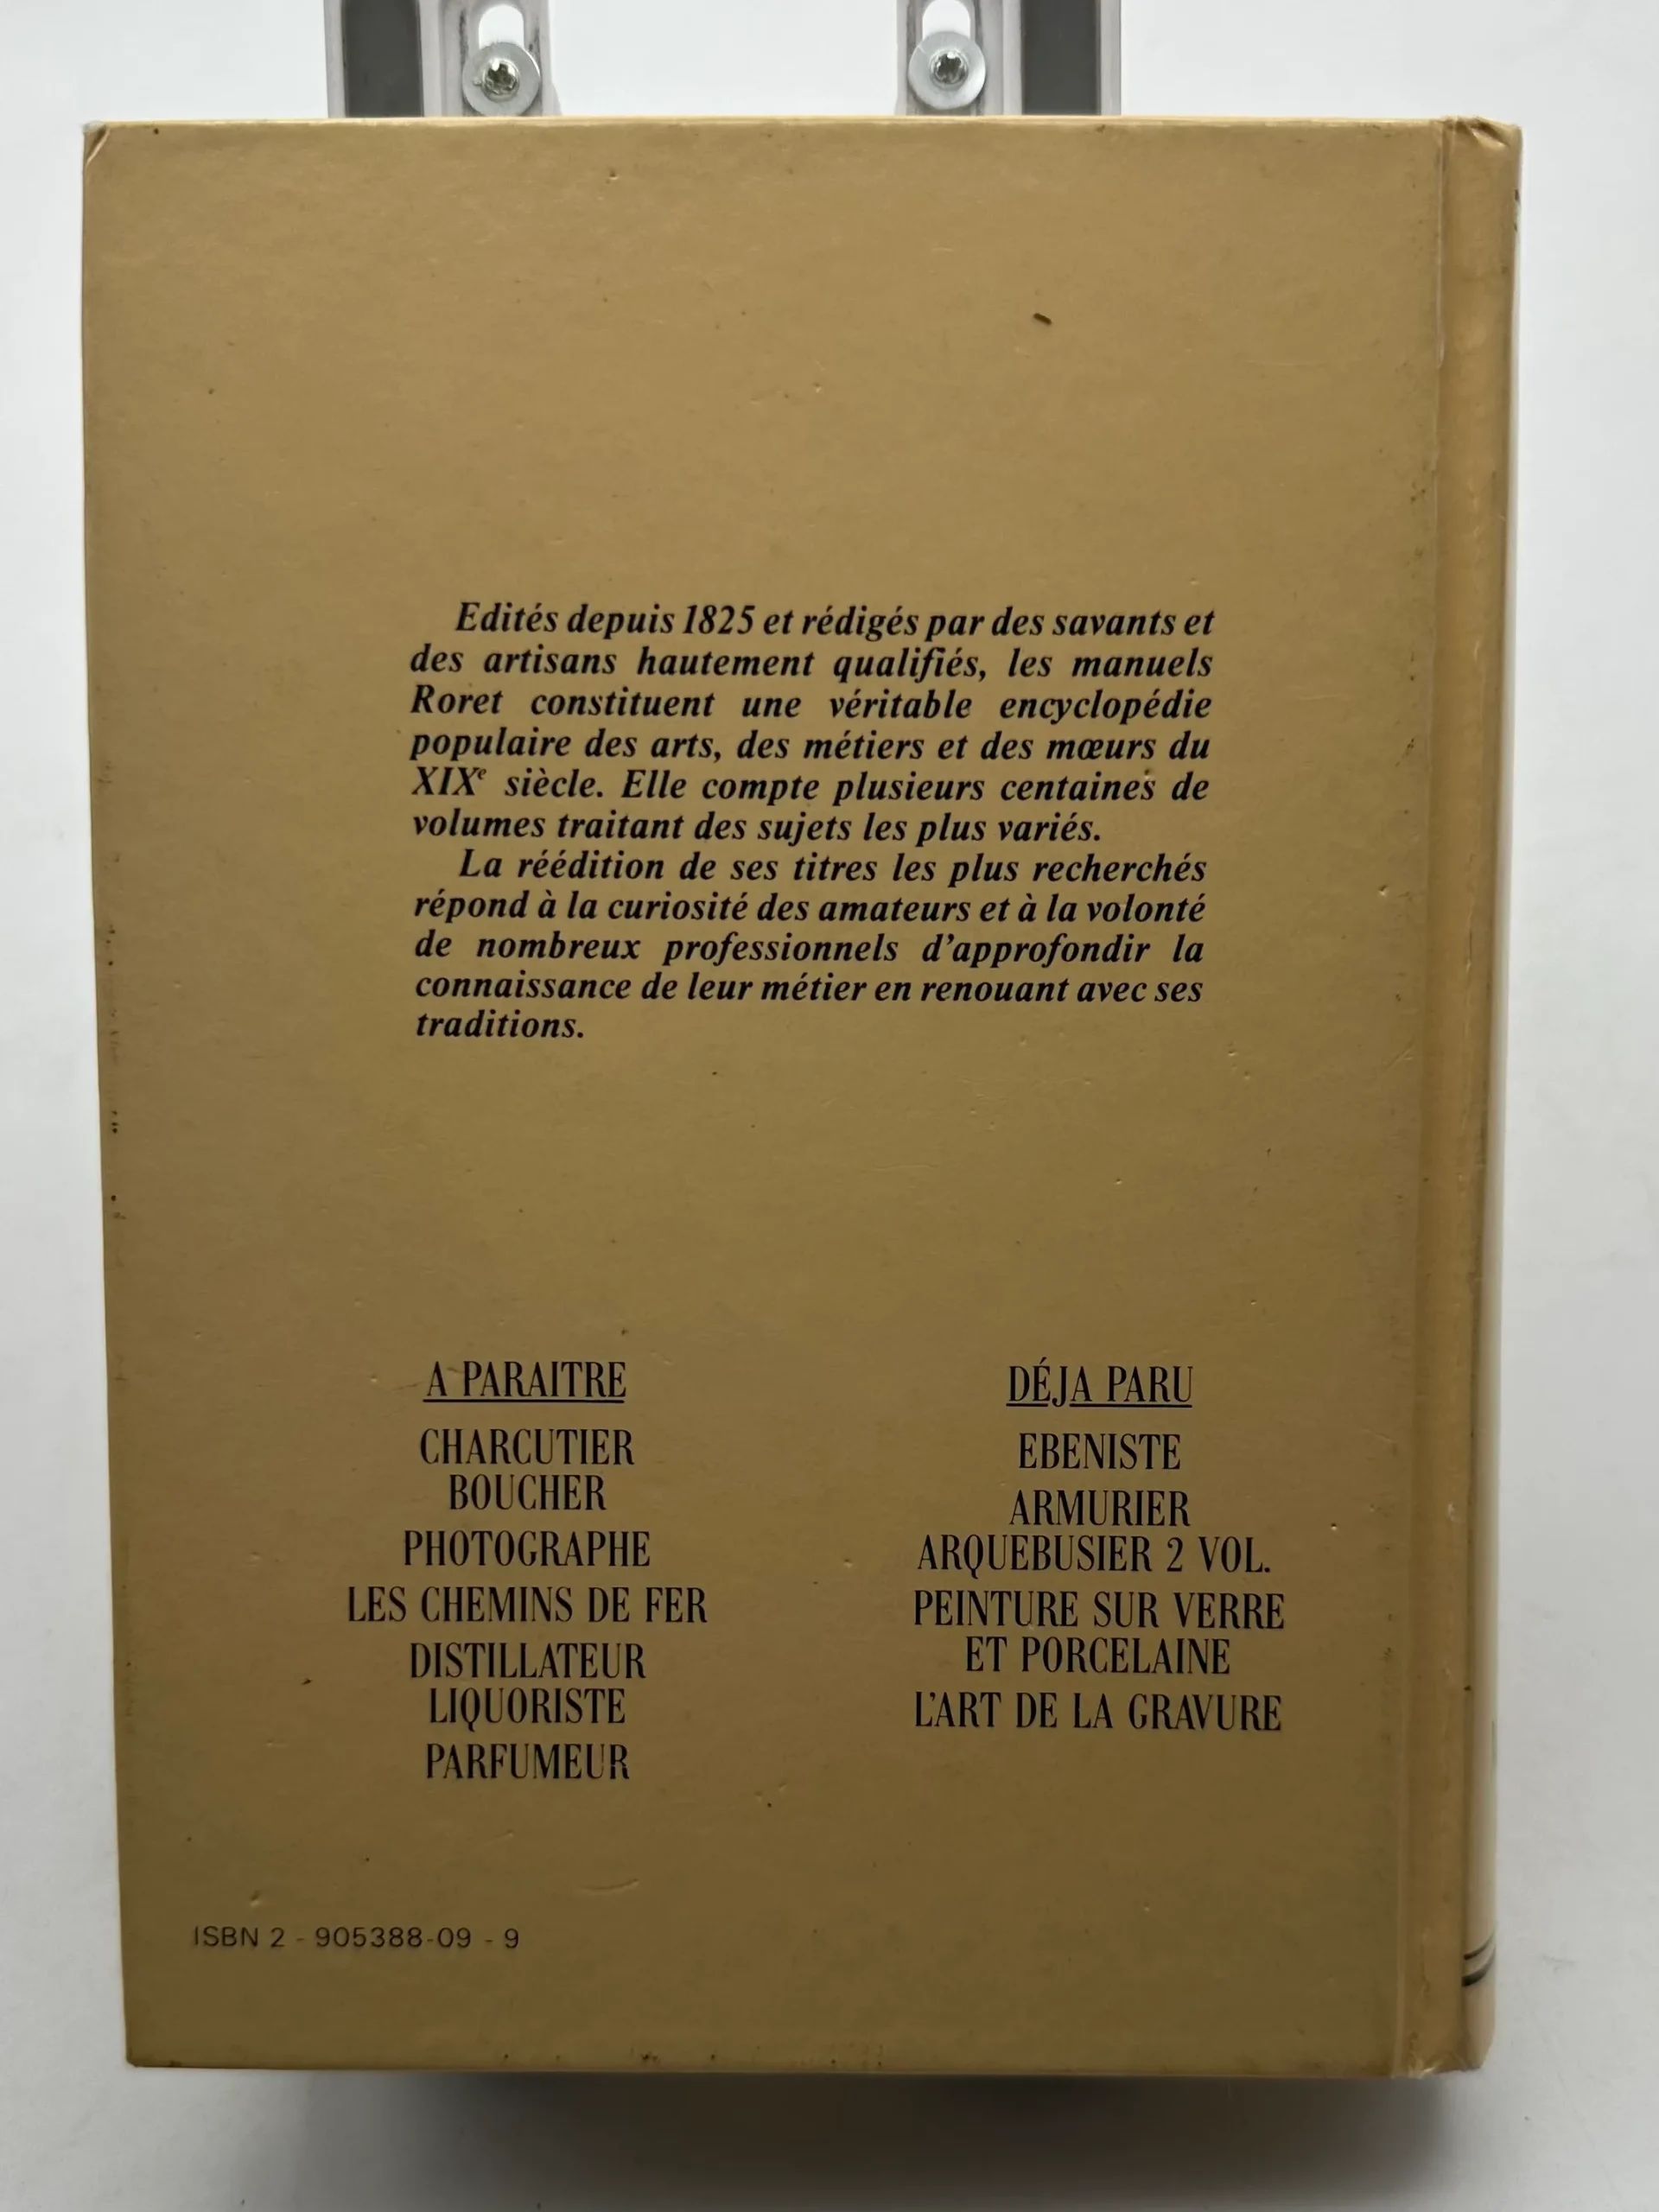 Edités depuis 1825 et rédigés par des savants et
des artisans hautement qualifiés, les manuels
Roret constituent une véritable encyclopédie
populaire des arts, des métiers et des mœurs du
XIXe siècle. Elle compte plusieurs centaines de
volumes traitant des sujets les plus variés.
La réédition de ses titres les plus recherchés
répond à la curiosité des amateurs et à la volonté
de nombreux professionnels d'approfondir la
connaissance de leur métier en renouant avec ses
traditions.
A PARAITRE
CHARCUTIER
BOUCHER
PHOTOGRAPHE
LES CHEMINS DE FER
DISTILLATEUR
LIQUORISTE
PARFUMEUR
DÉJA PARU
EBENISTE
ARMURIER
ARQUEBUSIER 2 VOL.
PEINTURE SUR VERRE
ET PORCELAINE
L'ART DE LA GRAVURE
ISBN 2 - 905388-09 - 9